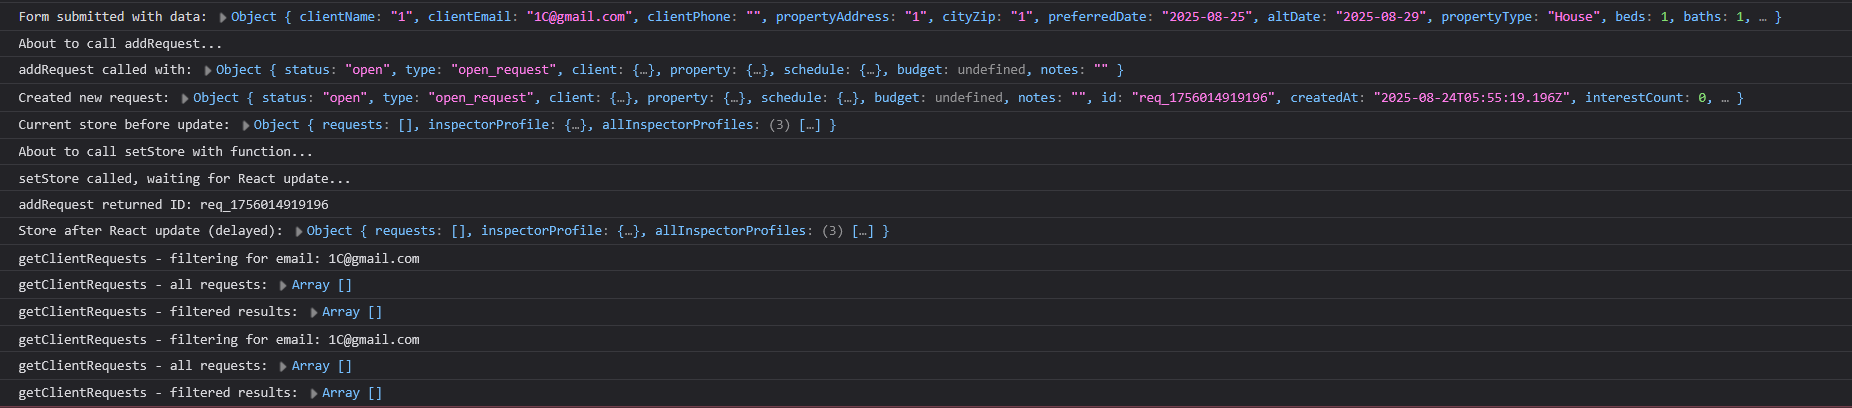 Form submitted with data: ▶ Object { clientName: "1", clientEmail: "1C@gmail.com", clientPhone: "", propertyAddress: "1", cityZip: "1", preferredDate: "2025-08-25", altDate: "2025-08-29", propertyType: "House", beds: 1, baths: 1, … }
About to call addRequest...
addRequest called with: ▶ Object { status: "open", type: "open_request", client: {…}, property: {…}, schedule: {…}, budget: undefined, notes: "" }
Created new request: ▶ Object { status: "open", type: "open_request", client: {…}, property: {…}, schedule: {…}, budget: undefined, notes: "", id: "req_1756014919196", createdAt: "2025-08-24T05:55:19.196Z", interestCount: 0, … }
Current store before update: ▶ Object { requests: [], inspectorProfile: {…}, allInspectorProfiles: (3) […] }
About to call setStore with function...
setStore called, waiting for React update...
addRequest returned ID: req_1756014919196
Store after React update (delayed): ▶ Object { requests: [], inspectorProfile: {…}, allInspectorProfiles: (3) […] }
getClientRequests - filtering for email: 1C@gmail.com
getClientRequests - all requests: ▶ Array []
getClientRequests - filtered results: ▶ Array []
getClientRequests - filtering for email: 1C@gmail.com
getClientRequests - all requests: ▶ Array []
getClientRequests - filtered results: ▶ Array []